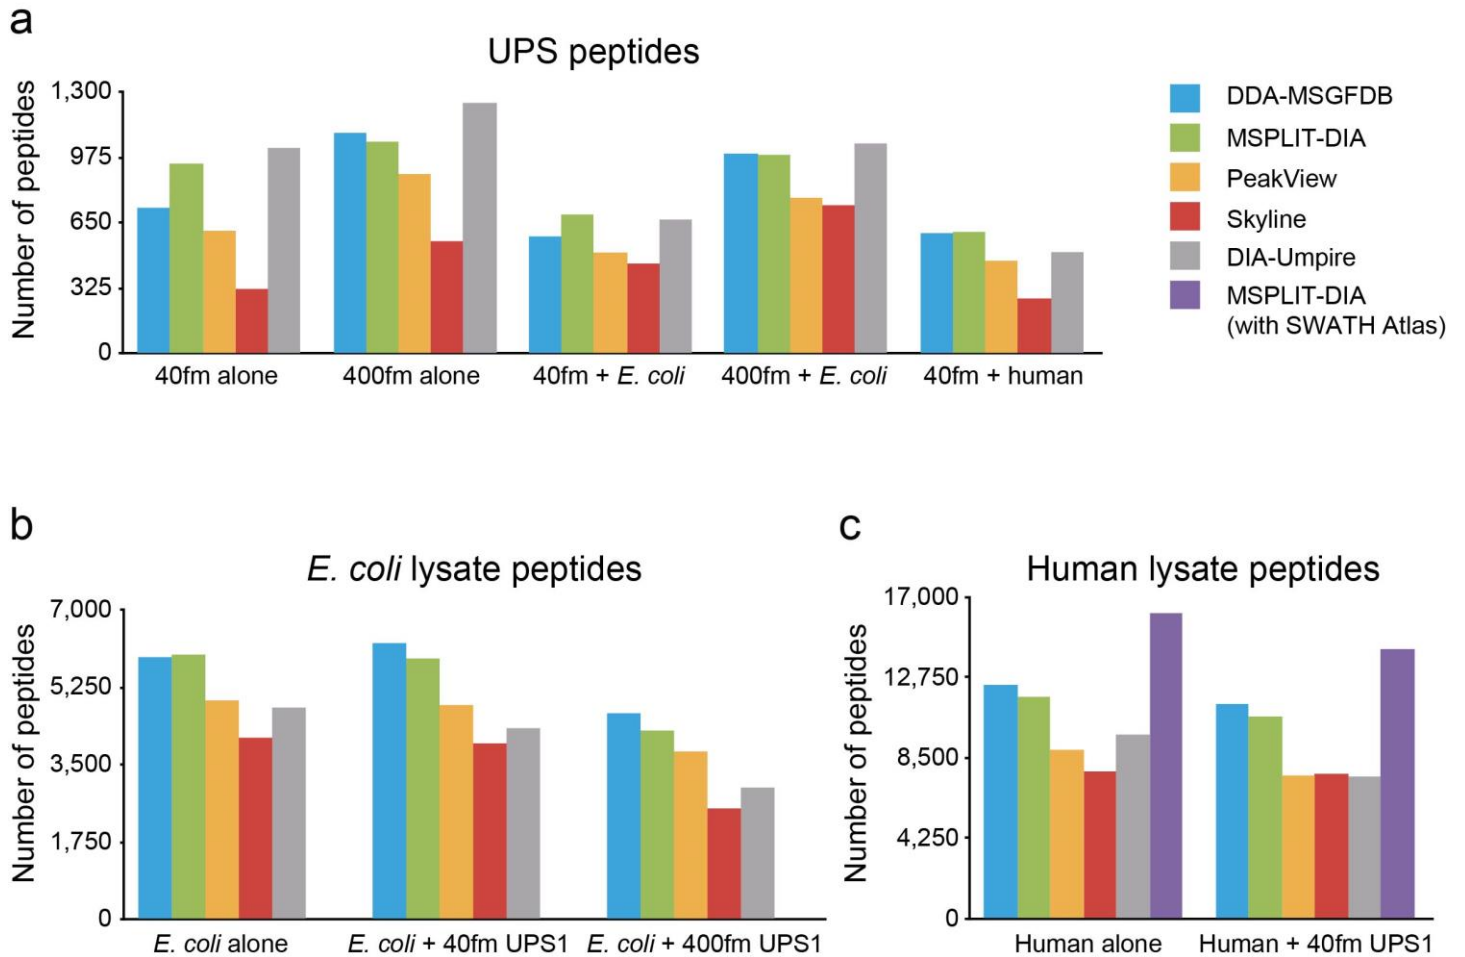 a
UPS peptides
Number of peptides
1,300
975
650
325
0
40fm alone
400fm alone
40fm + E. coli
400fm + E. coli
40fm + human
DDA-MSGFDB
MSPLIT-DIA
PeakView
Skyline
DIA-Umpire
MSPLIT-DIA
(with SWATH Atlas)
b
E. coli lysate peptides
Number of peptides
7,000
5,250
3,500
1,750
0
E. coli alone
E. coli + 40fm UPS1
E. coli + 400fm UPS1
c
Human lysate peptides
Number of peptides
17,000
12,750
8,500
4,250
0
Human alone
Human + 40fm UPS1